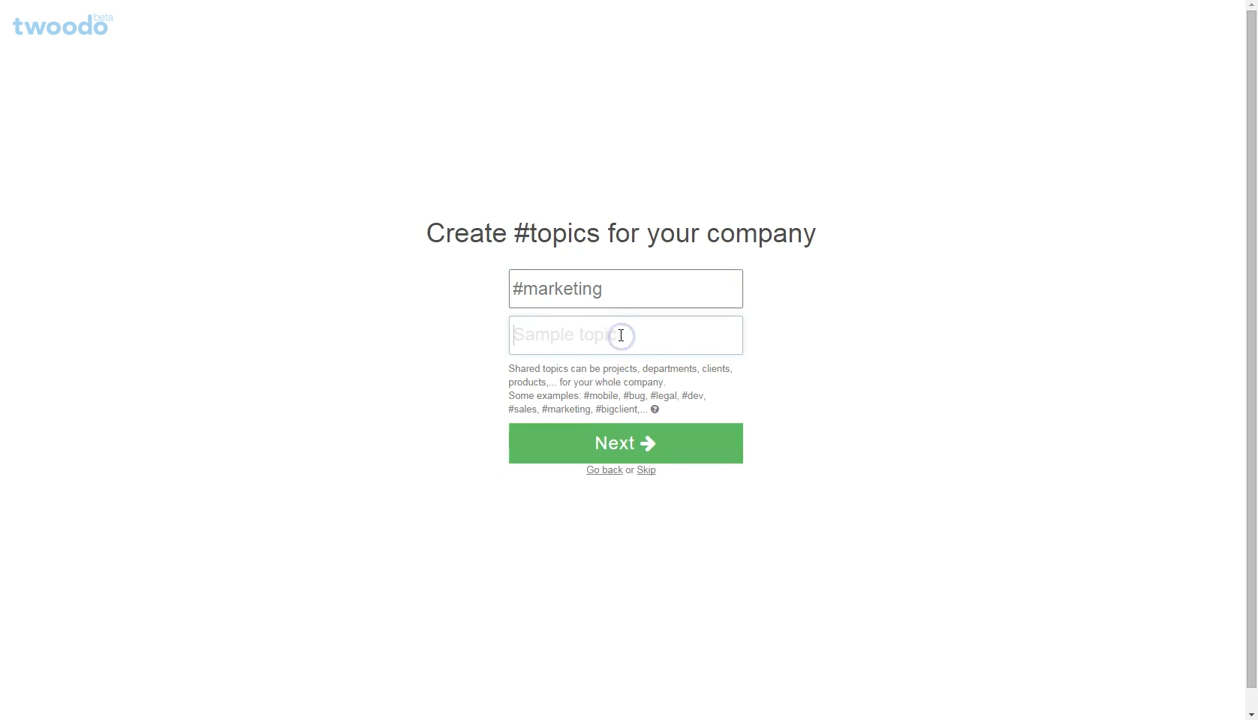 twoodo beta
Create #topics for your company
#marketing
Sample topic
Shared topics can be projects, departments, clients,
products,... for your whole company.
Some examples: #mobile, #bug, #legal, #dev,
#sales, #marketing, #bigclient,...
Next
Go back or Skip